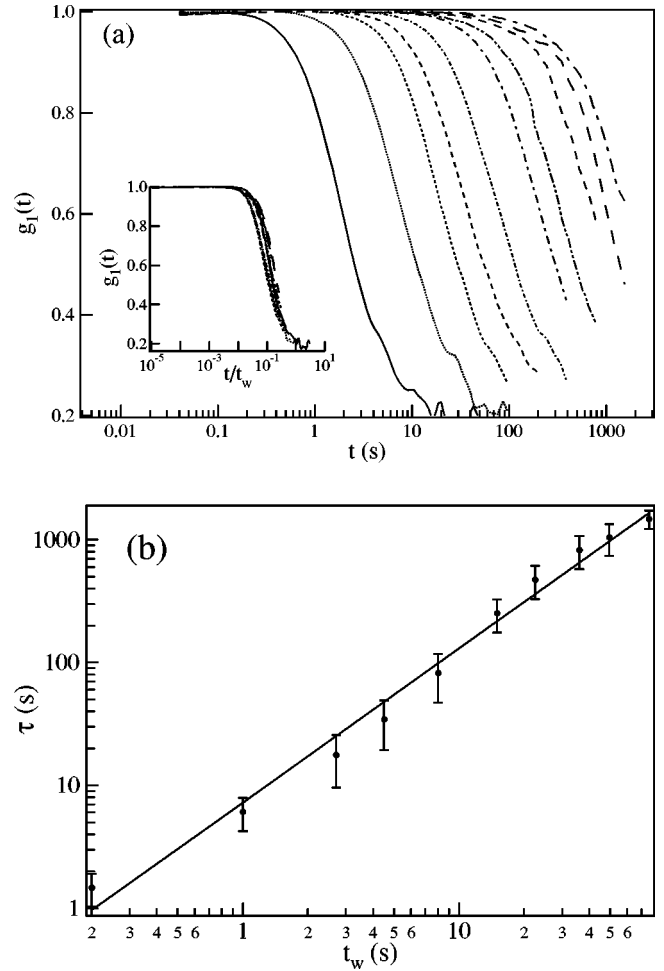 (a)
1.0
0.8
0.6
0.4
0.2
g₁(t)
0.01 0.1 1 10 100 1000
t (s)
1.0
0.8
0.6
0.4
0.2
g₁(t)
10⁻⁵ 10⁻³ 10⁻¹ 10¹
t/t_w
(b)
1000
100
10
1
τ (s)
2 3 4 5 6 1 2 3 4 5 6 10 2 3 4 5 6
t_w (s)